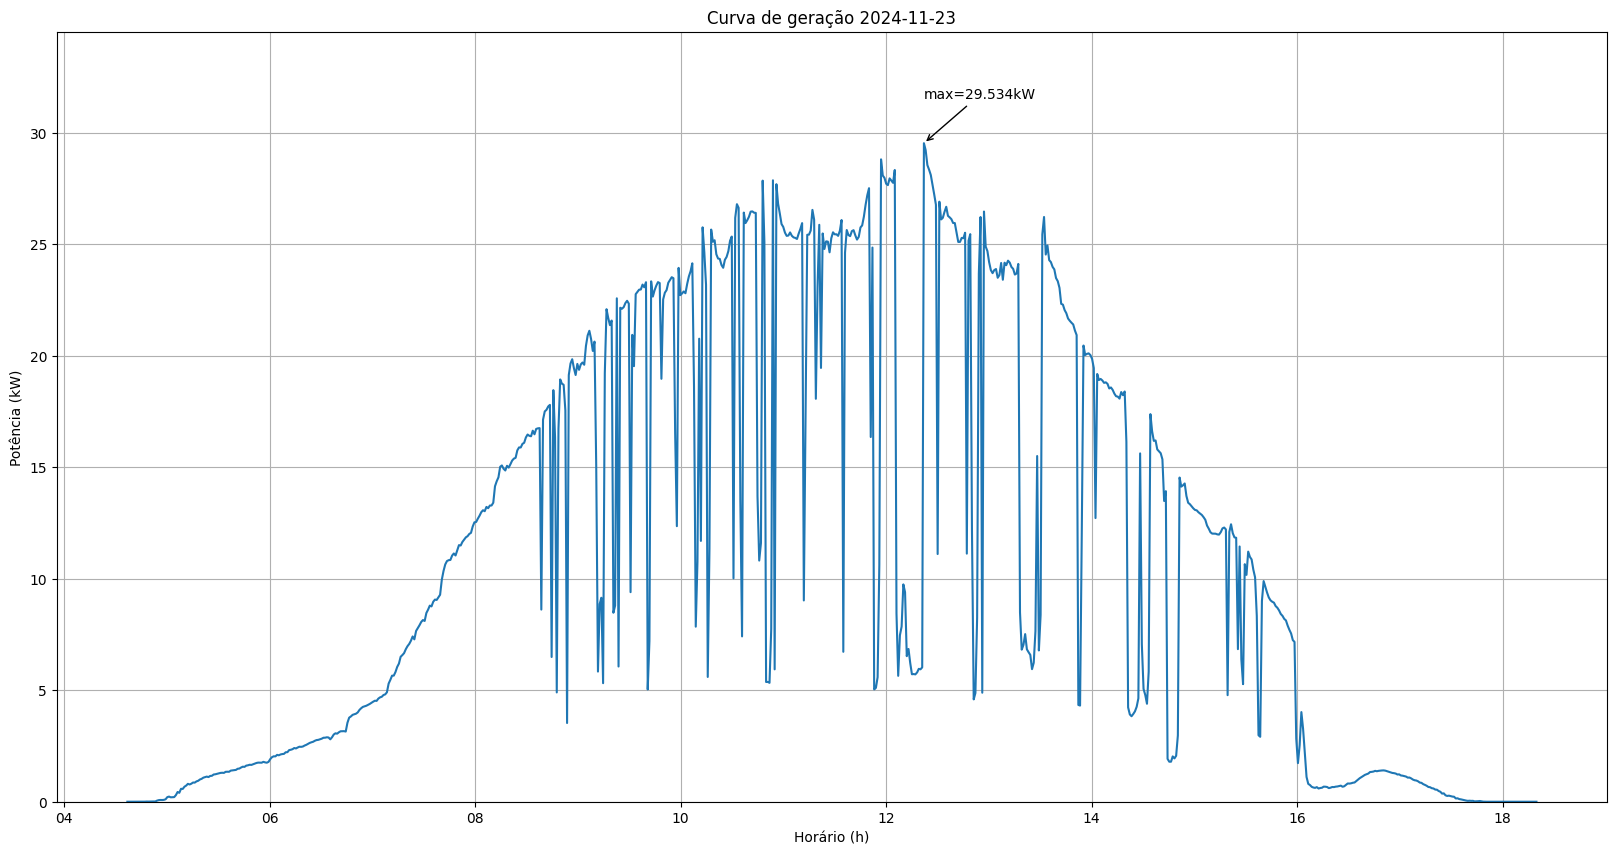 Curva de geração 2024-11-23
max=29.534kW
Potência (kW)
30
25
20
15
10
5
0
04 06 08 10 12 14 16 18
Horário (h)